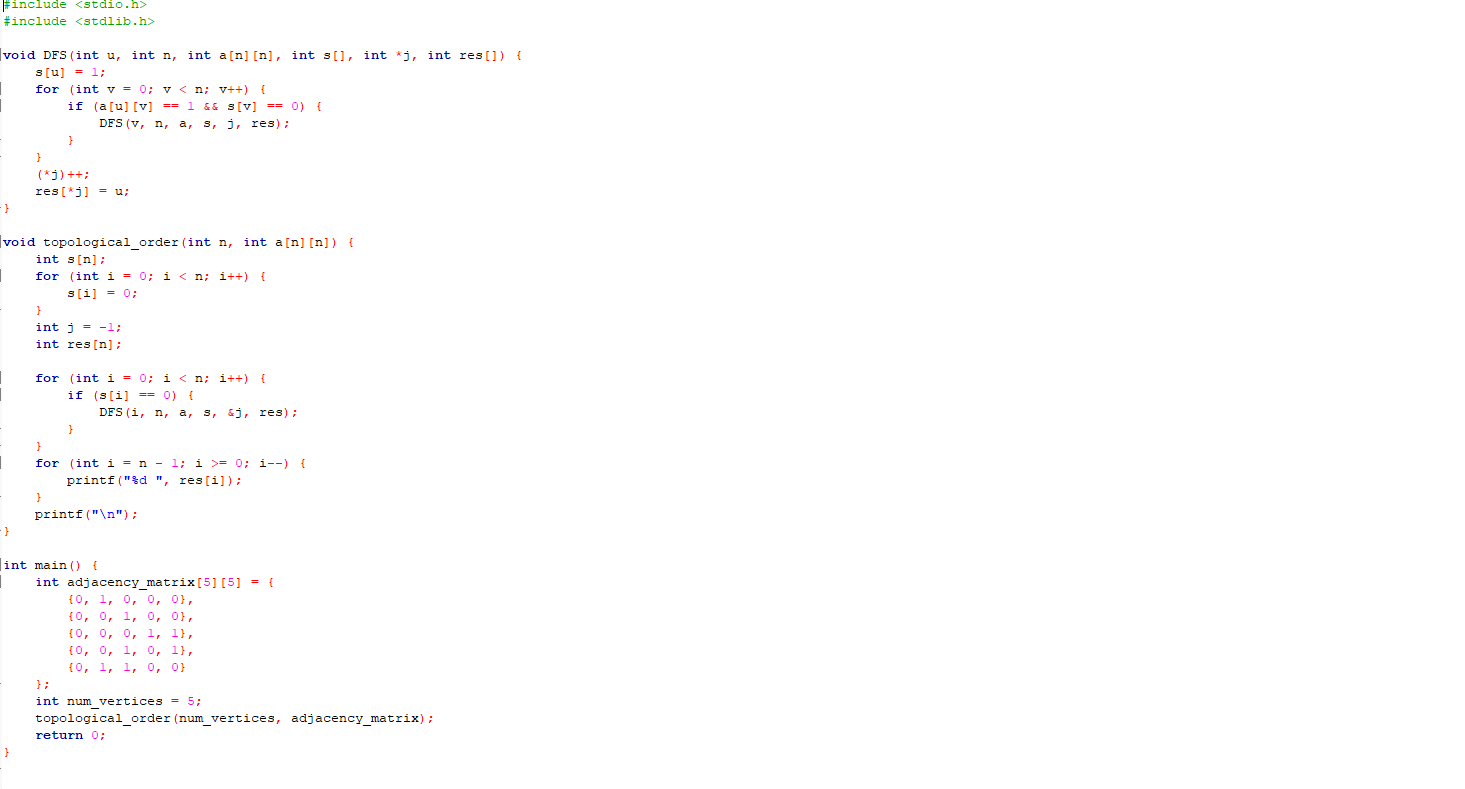 #include <stdio.h>
#include <stdlib.h>

void DFS(int u, int n, int a[n][n], int s[], int *j, int res[]) {
    s[u] = 1;
    for (int v = 0; v < n; v++) {
        if (a[u][v] == 1 && s[v] == 0) {
            DFS(v, n, a, s, j, res);
        }
    }
    (*j)++;
    res[*j] = u;
}

void topological_order(int n, int a[n][n]) {
    int s[n];
    for (int i = 0; i < n; i++) {
        s[i] = 0;
    }
    int j = -1;
    int res[n];

    for (int i = 0; i < n; i++) {
        if (s[i] == 0) {
            DFS(i, n, a, s, &j, res);
        }
    }
    for (int i = n - 1; i >= 0; i--) {
        printf("%d ", res[i]);
    }
    printf("\n");
}

int main() {
    int adjacency_matrix[5][5] = {
        {0, 1, 0, 0, 0},
        {0, 0, 1, 0, 0},
        {0, 0, 0, 1, 1},
        {0, 0, 1, 0, 1},
        {0, 1, 1, 0, 0}
    };
    int num_vertices = 5;
    topological_order(num_vertices, adjacency_matrix);
    return 0;
}